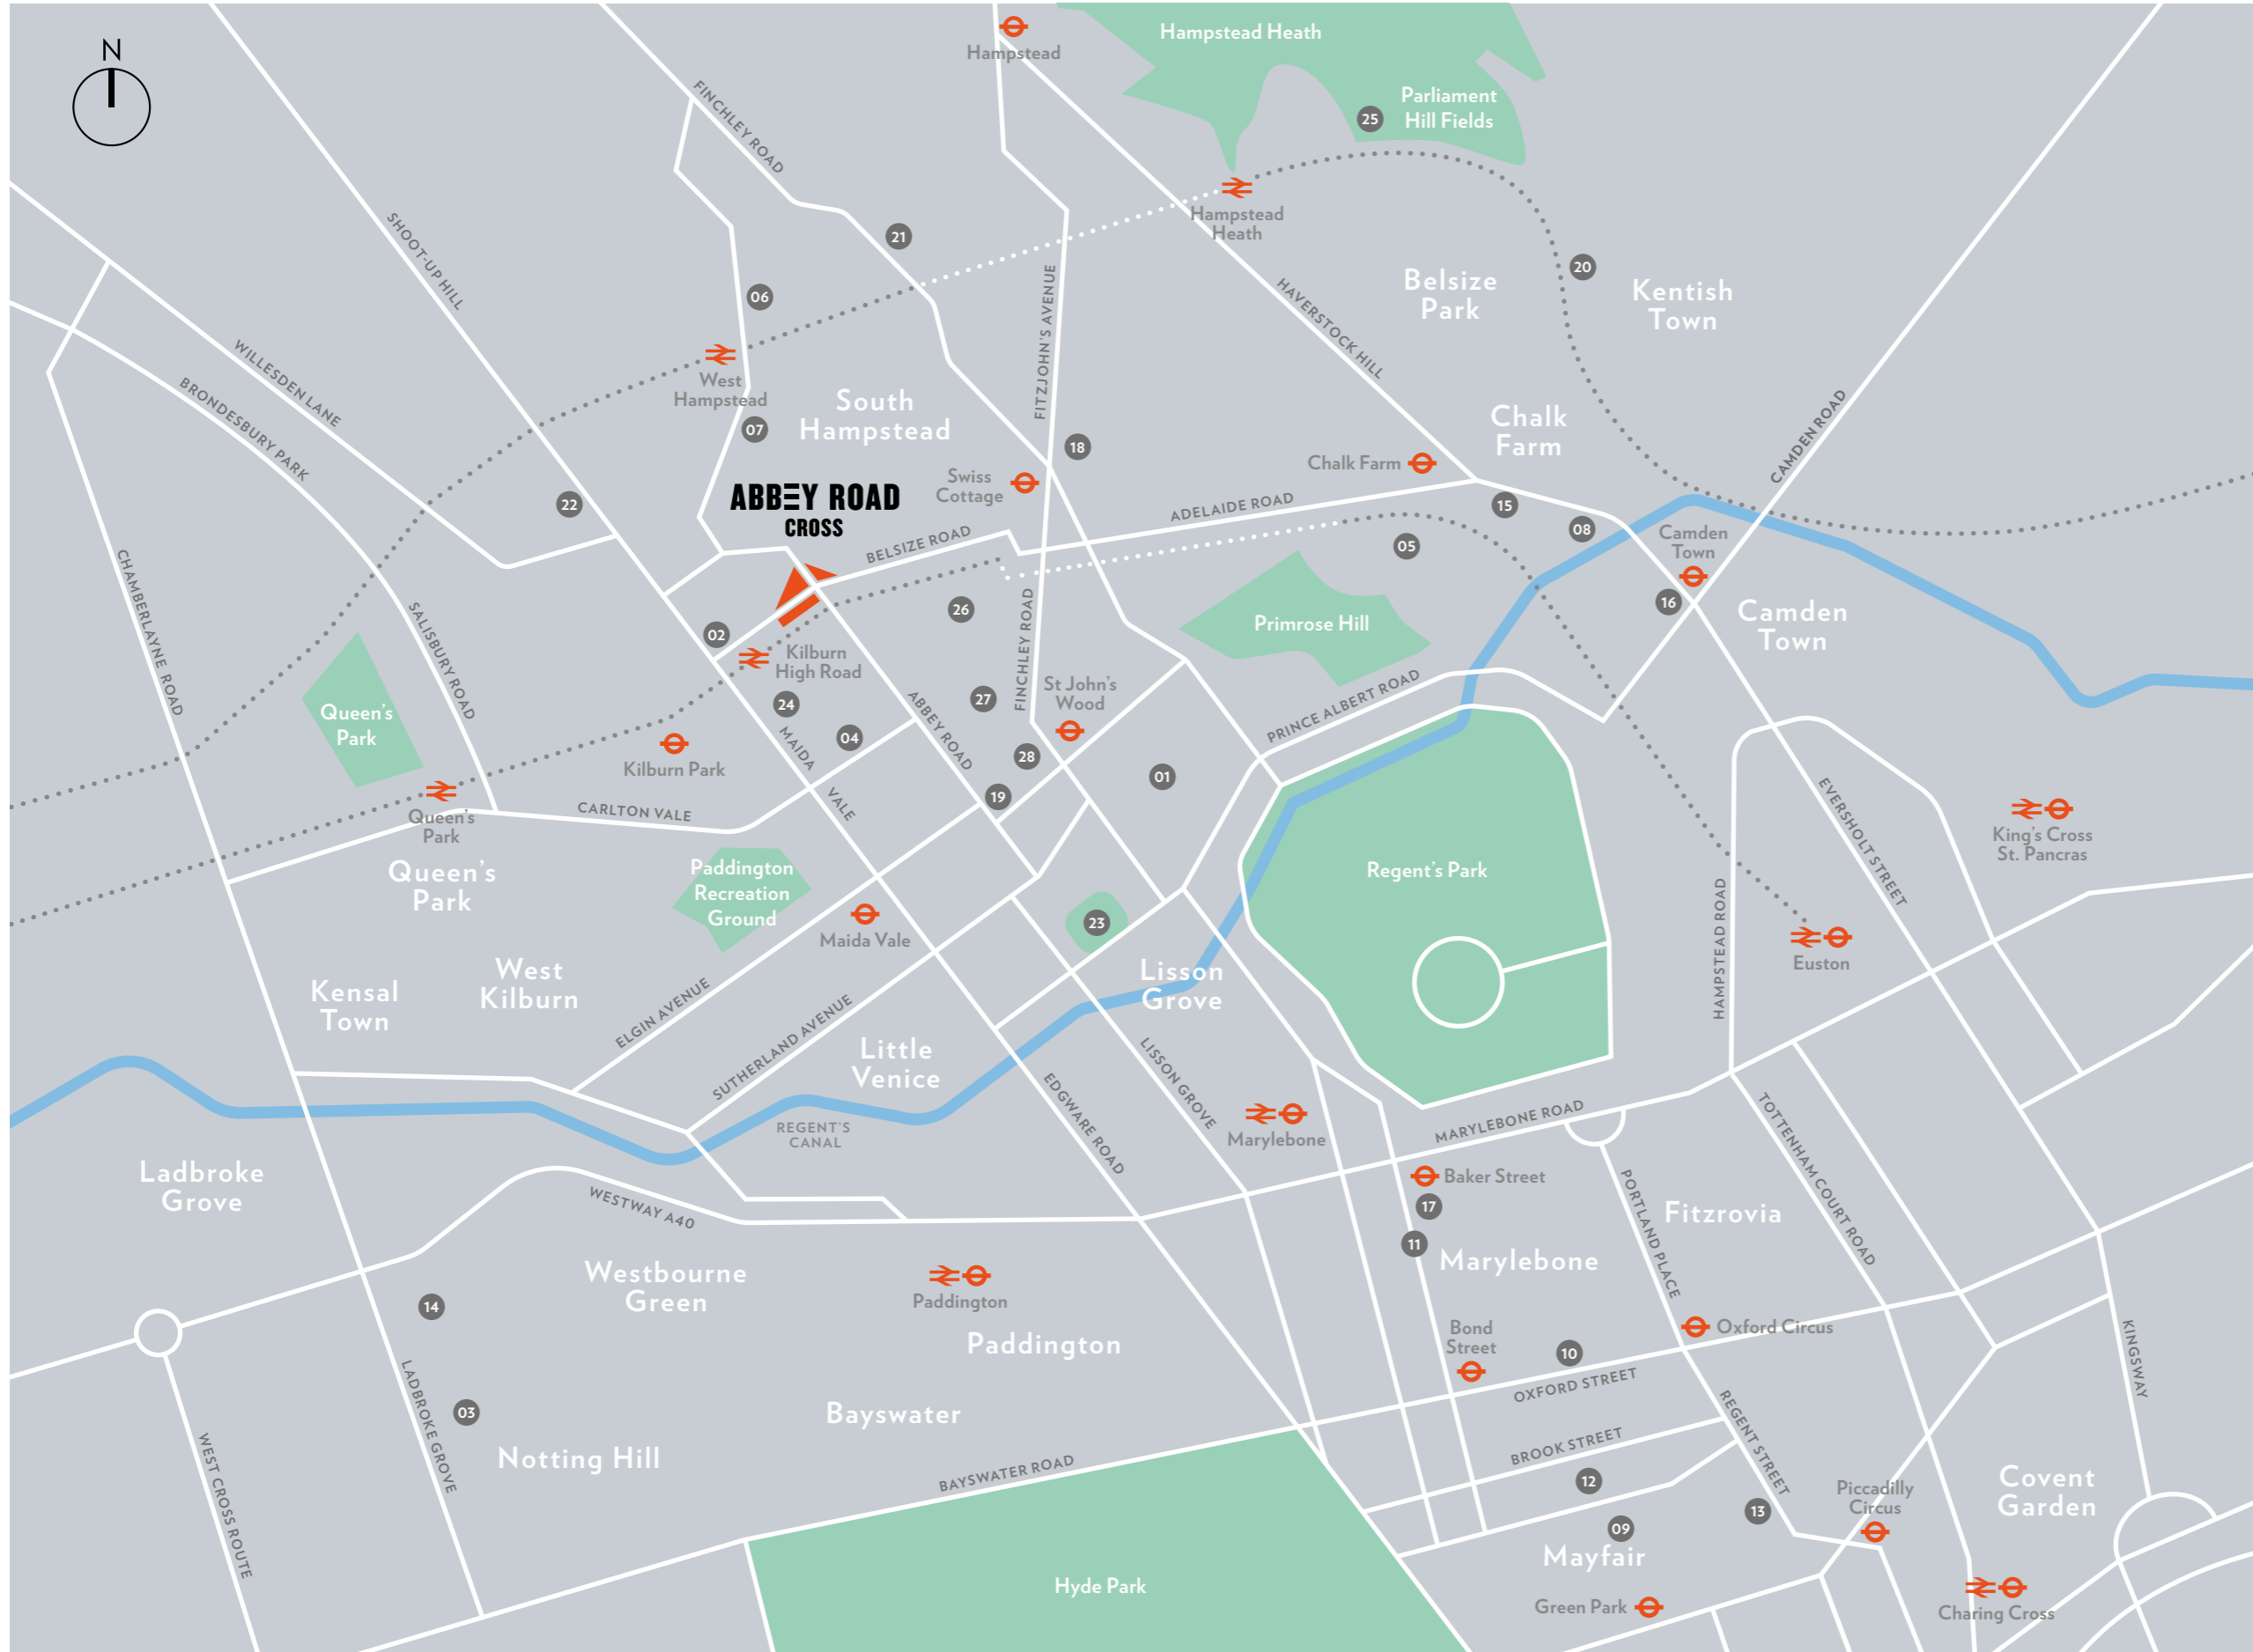 N
Hampstead
Hampstead Heath
Parliament
Hill Fields
25
FINCHLEY ROAD
Hampstead
Heath
21
SHOOT-UP HILL
06
20
Belsize
Park
Kentish
Town
FITZJOHN'S AVENUE
HAVERSTOCK HILL
WILLESDEN LANE
BRONDESBURY PARK
West
Hampstead
07
South
Hampstead
18
Chalk
Farm
CAMDEN ROAD
Chalk Farm
Swiss
Cottage
22
ABBEY ROAD
CROSS
ADELAIDE ROAD
15
08
BELSIZE ROAD
05
Camden
Town
16
Camden
Town
CHAMBERLAYNE ROAD
SALISBURY ROAD
02
26
Primrose Hill
Kilburn
High Road
FINCHLEY ROAD
Queen's
Park
24
27
St John's
Wood
PRINCE ALBERT ROAD
ABBEY ROAD
04
MAIDA
VALE
28
01
Kilburn Park
19
Queen's
Park
CARLTON VALE
EVERSHOLT STREET
King's Cross
St. Pancras
Queen's
Park
Paddington
Recreation
Ground
Regent's Park
Maida Vale
23
HAMPSTEAD ROAD
Euston
West
Kilburn
Kensal
Town
Lisson
Grove
ELGIN AVENUE
SUTHERLAND AVENUE
Little
Venice
LISSON GROVE
EDGWARE ROAD
REGENT'S
CANAL
Marylebone
MARYLEBONE ROAD
TOTTENHAM COURT ROAD
Ladbroke
Grove
WESTWAY A40
Baker Street
17
11
PORTLAND PLACE
Fitzrovia
Marylebone
Westbourne
Green
Paddington
14
Paddington
Bond
Street
Oxford Circus
10
OXFORD STREET
KINGSWAY
LADBROKE GROVE
03
Bayswater
Notting Hill
WEST CROSS ROUTE
BAYSWATER ROAD
BROOK STREET
REGENT STREET
12
13
09
Piccadilly
Circus
Covent
Garden
Mayfair
Hyde Park
Green Park
Charing Cross